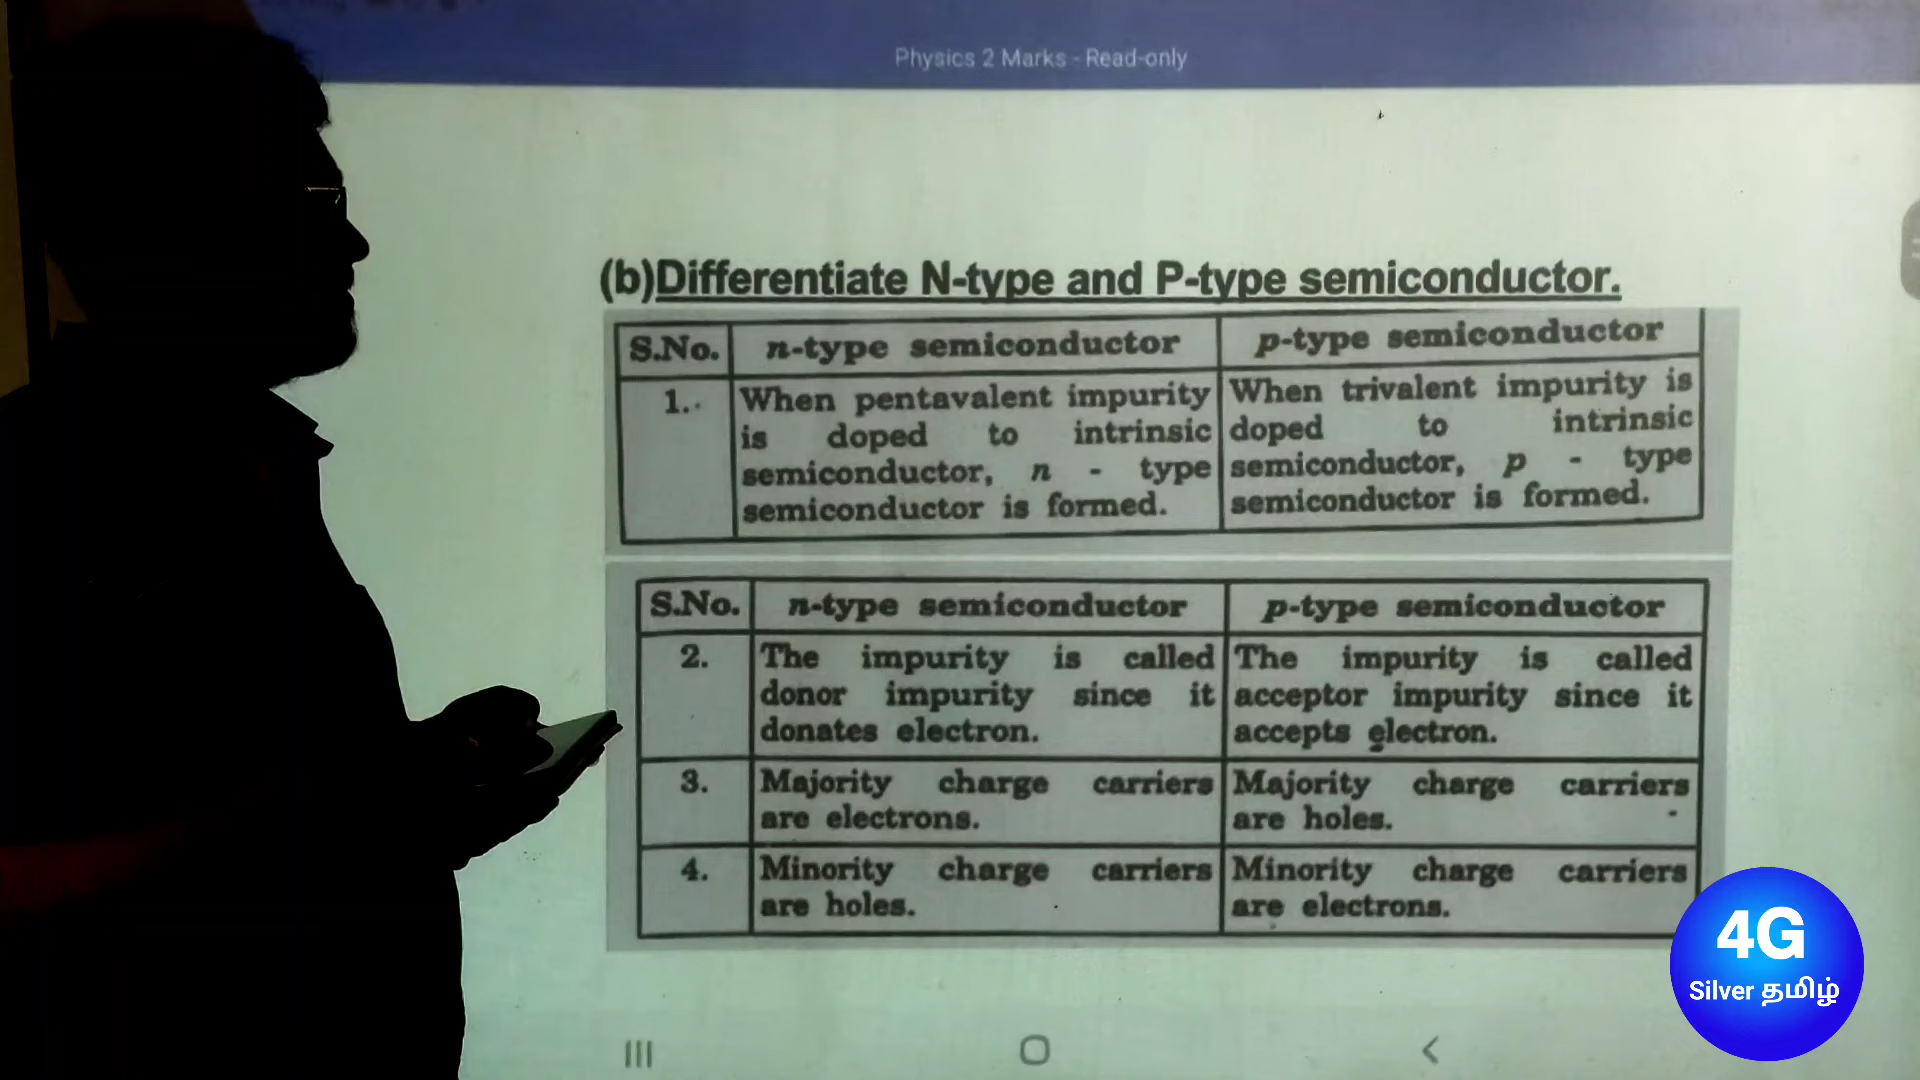 Physics 2 Marks - Read-only
(b)Differentiate N-type and P-type semiconductor.
S.No. n-type semiconductor p-type semiconductor
1. When pentavalent impurity When trivalent impurity is
is doped to intrinsic doped to intrinsic
semiconductor, n - type semiconductor, p - type
semiconductor is formed. semiconductor is formed.
S.No. n-type semiconductor p-type semiconductor
2. The impurity is called The impurity is called
donor impurity since it acceptor impurity since it
donates electron. accepts electron.
3. Majority charge carriers Majority charge carriers
are electrons. are holes.
4. Minority charge carriers Minority charge carriers
are holes. are electrons.
4G
Silver தமிழ்